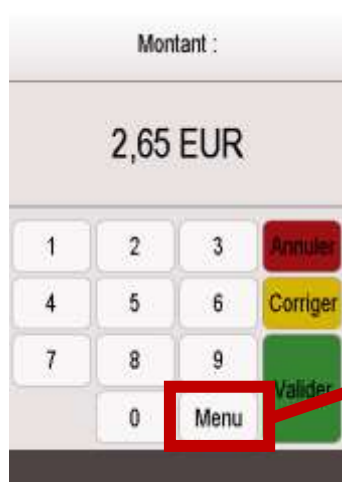 Montant :
2,65 EUR
1 2 3 Annuler
4 5 6 Corriger
7 8 9
Valider
0 Menu